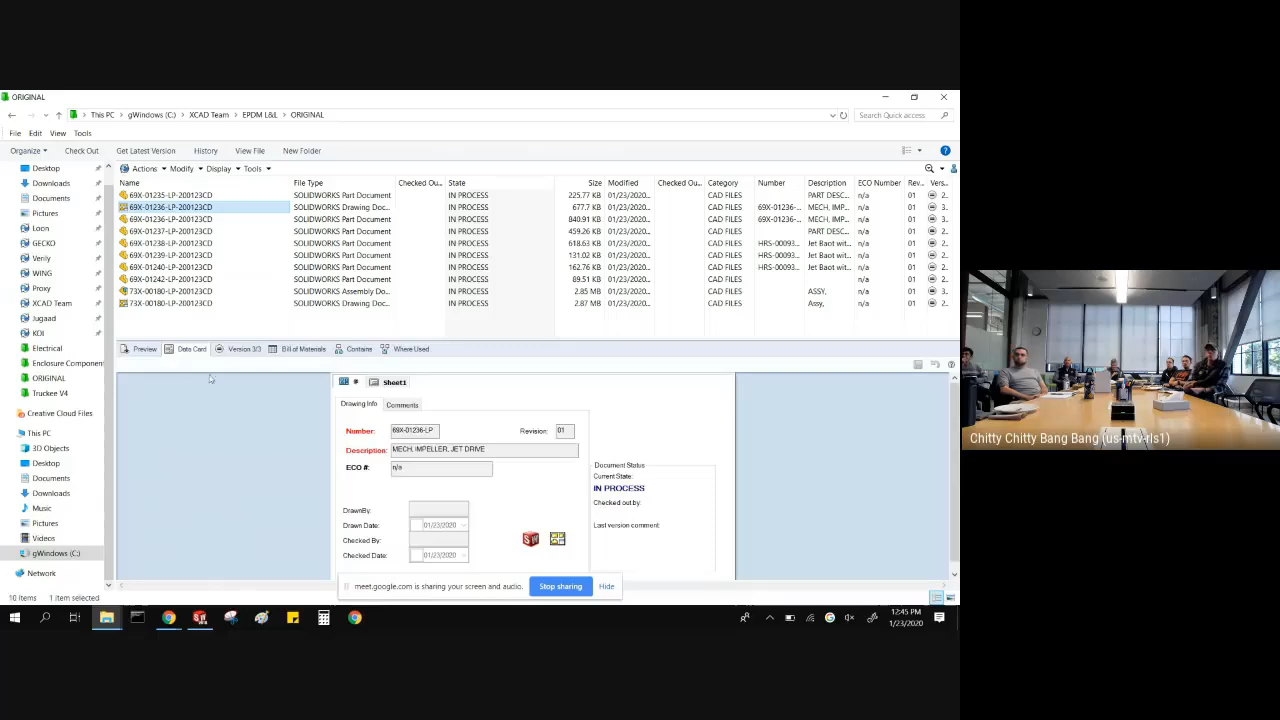 ORIGINAL
This PC > gWindows (C:) > XCAD Team > EPDM L&L > ORIGINAL
Search Quick access
File Edit View Tools
Organize Check Out Get Latest Version History View File New Folder
Actions Modify Display Tools
Name File Type Checked Ou... State Size Modified Checked Ou... Category Number Description ECO Number Rev... Vers...
69X-01235-LP-200123CD SOLIDWORKS Part Document IN PROCESS 225.77 KB 01/23/2020... CAD FILES PART DESC... n/a 01 2...
69X-01236-LP-200123CD SOLIDWORKS Drawing Doc... IN PROCESS 677.7 KB 01/23/2020... CAD FILES 69X-01236-... MECH, IMP... n/a 01 3...
69X-01236-LP-200123CD SOLIDWORKS Part Document IN PROCESS 840.91 KB 01/23/2020... CAD FILES 69X-01236-... MECH, IMP... n/a 01 3...
69X-01237-LP-200123CD SOLIDWORKS Part Document IN PROCESS 459.26 KB 01/23/2020... CAD FILES PART DESC... n/a 01 2...
69X-01238-LP-200123CD SOLIDWORKS Part Document IN PROCESS 618.63 KB 01/23/2020... CAD FILES HRS-00093... Jet Baot wit... n/a 01 2...
69X-01239-LP-200123CD SOLIDWORKS Part Document IN PROCESS 131.02 KB 01/23/2020... CAD FILES HRS-00093... Jet Baot wit... n/a 01 2...
69X-01240-LP-200123CD SOLIDWORKS Part Document IN PROCESS 162.76 KB 01/23/2020... CAD FILES HRS-00093... Jet Baot wit... n/a 01 2...
69X-01242-LP-200123CD SOLIDWORKS Part Document IN PROCESS 89.51 KB 01/23/2020... CAD FILES n/a 01 2...
73X-00180-LP-200123CD SOLIDWORKS Assembly Do... IN PROCESS 2.85 MB 01/23/2020... CAD FILES ASSY, n/a 01 3...
73X-00180-LP-200123CD SOLIDWORKS Drawing Doc... IN PROCESS 2.87 MB 01/23/2020... CAD FILES Assy, n/a 01 2...
Desktop
Downloads
Documents
Pictures
Loon
GECKO
Verily
WING
Proxy
XCAD Team
Jugaad
KOI
Electrical
Enclosure Component
ORIGINAL
Truckee V4
Creative Cloud Files
This PC
3D Objects
Desktop
Documents
Downloads
Music
Pictures
Videos
gWindows (C:)
Network
Preview Data Card Version 3/3 Bill of Materials Contains Where Used
Sheet1
Drawing Info Comments
Number: 69X-01236-LP Revision: 01
Description: MECH, IMPELLER, JET DRIVE
ECO #: n/a
Document Status
Current State:
IN PROCESS
Checked out by:
Last version comment
DrawnBy:
Drawn Date: 01/23/2020
Checked By:
Checked Date: 01/23/2020
meet.google.com is sharing your screen and audio. Stop sharing Hide
10 items 1 item selected
12:45 PM
1/23/2020
Chitty Chitty Bang Bang (us-mtv-rls1)